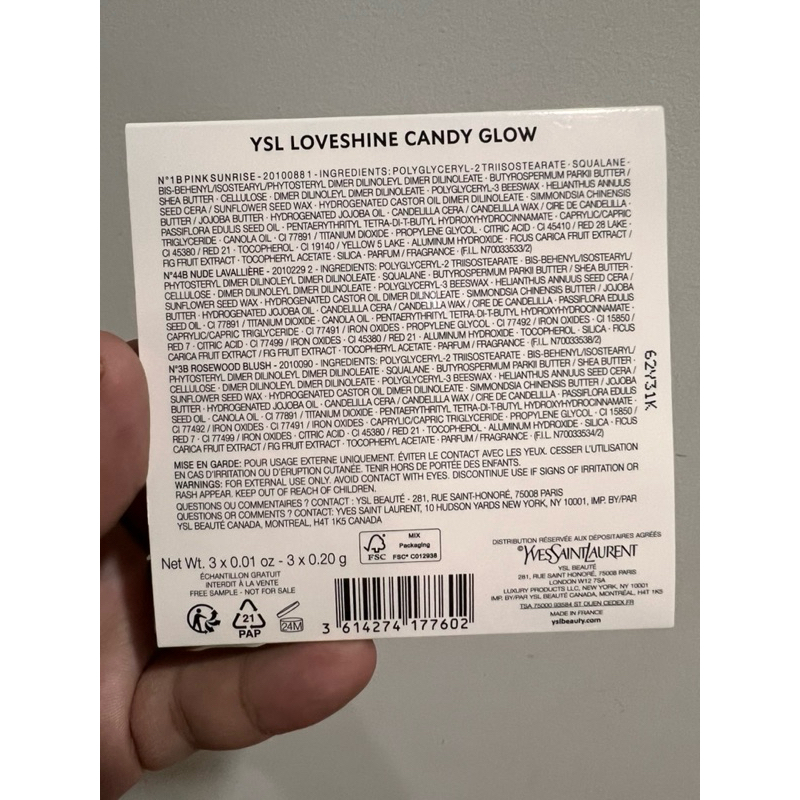 YSL LOVESHINE CANDY GLOW
N°1B PINK SUNRISE - 2010088 1 - INGREDIENTS: POLYGLYCERYL-2 TRIISOSTEARATE · SQUALANE ·
BIS-BEHENYL/ISOSTEARYL/PHYTOSTERYL DIMER DILINOLEYL DIMER DILINOLEATE · BUTYROSPERMUM PARKII BUTTER /
SHEA BUTTER · CELLULOSE · DIMER DILINOLEYL DIMER DILINOLEATE · POLYGLYCERYL-3 BEESWAX · HELIANTHUS ANNUUS
SEED CERA / SUNFLOWER SEED WAX · HYDROGENATED CASTOR OIL DIMER DILINOLEATE · SIMMONDSIA CHINENSIS
BUTTER / JOJOBA BUTTER · HYDROGENATED JOJOBA OIL · CANDELILLA CERA / CANDELILLA WAX / CIRE DE CANDELILLA ·
PASSIFLORA EDULIS SEED OIL · PENTAERYTHRITYL TETRA-DI-T-BUTYL HYDROXYHYDROCINNAMATE · CAPRYLIC/CAPRIC
TRIGLYCERIDE · CANOLA OIL · CI 77891 / TITANIUM DIOXIDE · PROPYLENE GLYCOL · CITRIC ACID · CI 45410 / RED 28 LAKE ·
CI 45380 / RED 21 · TOCOPHEROL · CI 19140 / YELLOW 5 LAKE · ALUMINUM HYDROXIDE · FICUS CARICA FRUIT EXTRACT /
FIG FRUIT EXTRACT · TOCOPHERYL ACETATE · SILICA · PARFUM / FRAGRANCE · (F.I.L. N70033533/2)
N°44B NUDE LAVALLIÈRE - 2010229 2 - INGREDIENTS: POLYGLYCERYL-2 TRIISOSTEARATE · BIS-BEHENYL/ISOSTEARYL/
PHYTOSTERYL DIMER DILINOLEYL DIMER DILINOLEATE · SQUALANE · BUTYROSPERMUM PARKII BUTTER / SHEA BUTTER ·
CELLULOSE · DIMER DILINOLEYL DIMER DILINOLEATE · POLYGLYCERYL-3 BEESWAX · HELIANTHUS ANNUUS SEED CERA /
SUNFLOWER SEED WAX · HYDROGENATED CASTOR OIL DIMER DILINOLEATE · SIMMONDSIA CHINENSIS BUTTER / JOJOBA
BUTTER · HYDROGENATED JOJOBA OIL · CANDELILLA CERA / CANDELILLA WAX / CIRE DE CANDELILLA · PASSIFLORA EDULIS
SEED OIL · CI 77891 / TITANIUM DIOXIDE · CANOLA OIL · PENTAERYTHRITYL TETRA-DI-T-BUTYL HYDROXYHYDROCINNAMATE ·
CAPRYLIC/CAPRIC TRIGLYCERIDE · CI 77491 / IRON OXIDES · PROPYLENE GLYCOL · CI 77492 / IRON OXIDES · CI 15850 /
RED 7 · CITRIC ACID · CI 77499 / IRON OXIDES · CI 45380 / RED 21 · ALUMINUM HYDROXIDE · TOCOPHEROL · SILICA · FICUS
CARICA FRUIT EXTRACT / FIG FRUIT EXTRACT · TOCOPHERYL ACETATE · PARFUM / FRAGRANCE · (F.I.L. N70033538/2)
N°3B ROSEWOOD BLUSH - 2010090 - INGREDIENTS: POLYGLYCERYL-2 TRIISOSTEARATE · BIS-BEHENYL/ISOSTEARYL/
PHYTOSTERYL DIMER DILINOLEYL DIMER DILINOLEATE · SQUALANE · BUTYROSPERMUM PARKII BUTTER / SHEA BUTTER ·
CELLULOSE · DIMER DILINOLEYL DIMER DILINOLEATE · POLYGLYCERYL-3 BEESWAX · HELIANTHUS ANNUUS SEED CERA /
SUNFLOWER SEED WAX · HYDROGENATED CASTOR OIL DIMER DILINOLEATE · SIMMONDSIA CHINENSIS BUTTER / JOJOBA
BUTTER · HYDROGENATED JOJOBA OIL · CANDELILLA CERA / CANDELILLA WAX / CIRE DE CANDELILLA · PASSIFLORA EDULIS
SEED OIL · CANOLA OIL · CI 77891 / TITANIUM DIOXIDE · PENTAERYTHRITYL TETRA-DI-T-BUTYL HYDROXYHYDROCINNAMATE ·
CI 77492 / IRON OXIDES · CI 77491 / IRON OXIDES · CAPRYLIC/CAPRIC TRIGLYCERIDE · PROPYLENE GLYCOL · CI 15850 /
RED 7 · CI 77499 / IRON OXIDES · CITRIC ACID · CI 45380 / RED 21 · TOCOPHEROL · ALUMINUM HYDROXIDE · SILICA · FICUS
CARICA FRUIT EXTRACT / FIG FRUIT EXTRACT · TOCOPHERYL ACETATE · PARFUM / FRAGRANCE · (F.I.L. N70033534/2)
62Y31K
MISE EN GARDE: POUR USAGE EXTERNE UNIQUEMENT. ÉVITER LE CONTACT AVEC LES YEUX. CESSER L'UTILISATION
EN CAS D'IRRITATION OU D'ÉRUPTION CUTANÉE. TENIR HORS DE PORTÉE DES ENFANTS.
WARNINGS: FOR EXTERNAL USE ONLY. AVOID CONTACT WITH EYES. DISCONTINUE USE IF SIGNS OF IRRITATION OR
RASH APPEAR. KEEP OUT OF REACH OF CHILDREN.
QUESTIONS OU COMMENTAIRES ? CONTACT : YSL BEAUTÉ - 281, RUE SAINT-HONORÉ, 75008 PARIS
QUESTIONS OR COMMENTS ? CONTACT: YVES SAINT LAURENT, 10 HUDSON YARDS NEW YORK, NY 10001, IMP. BY/PAR
YSL BEAUTÉ CANADA, MONTREAL, H4T 1K5 CANADA
Net Wt. 3 x 0.01 oz - 3 x 0.20 g
ÉCHANTILLON GRATUIT
INTERDIT À LA VENTE
FREE SAMPLE - NOT FOR SALE
21
PAP
24M
FSC
MIX
Packaging
FSC® C012938
3 614274 177602
DISTRIBUTION RÉSERVÉE AUX DÉPOSITAIRES AGRÉÉS
©YVESSAINTLAURENT
YSL BEAUTÉ
281, RUE SAINT HONORÉ, 75008 PARIS
LONDON W12 7SA
LUXURY PRODUCTS LLC, NEW YORK, NY 10001
IMP. BY/PAR YSL BEAUTÉ CANADA, MONTRÉAL, H4T 1K5
TSA 75000 93584 ST OUEN CEDEX.FR
MADE IN FRANCE
yslbeauty.com